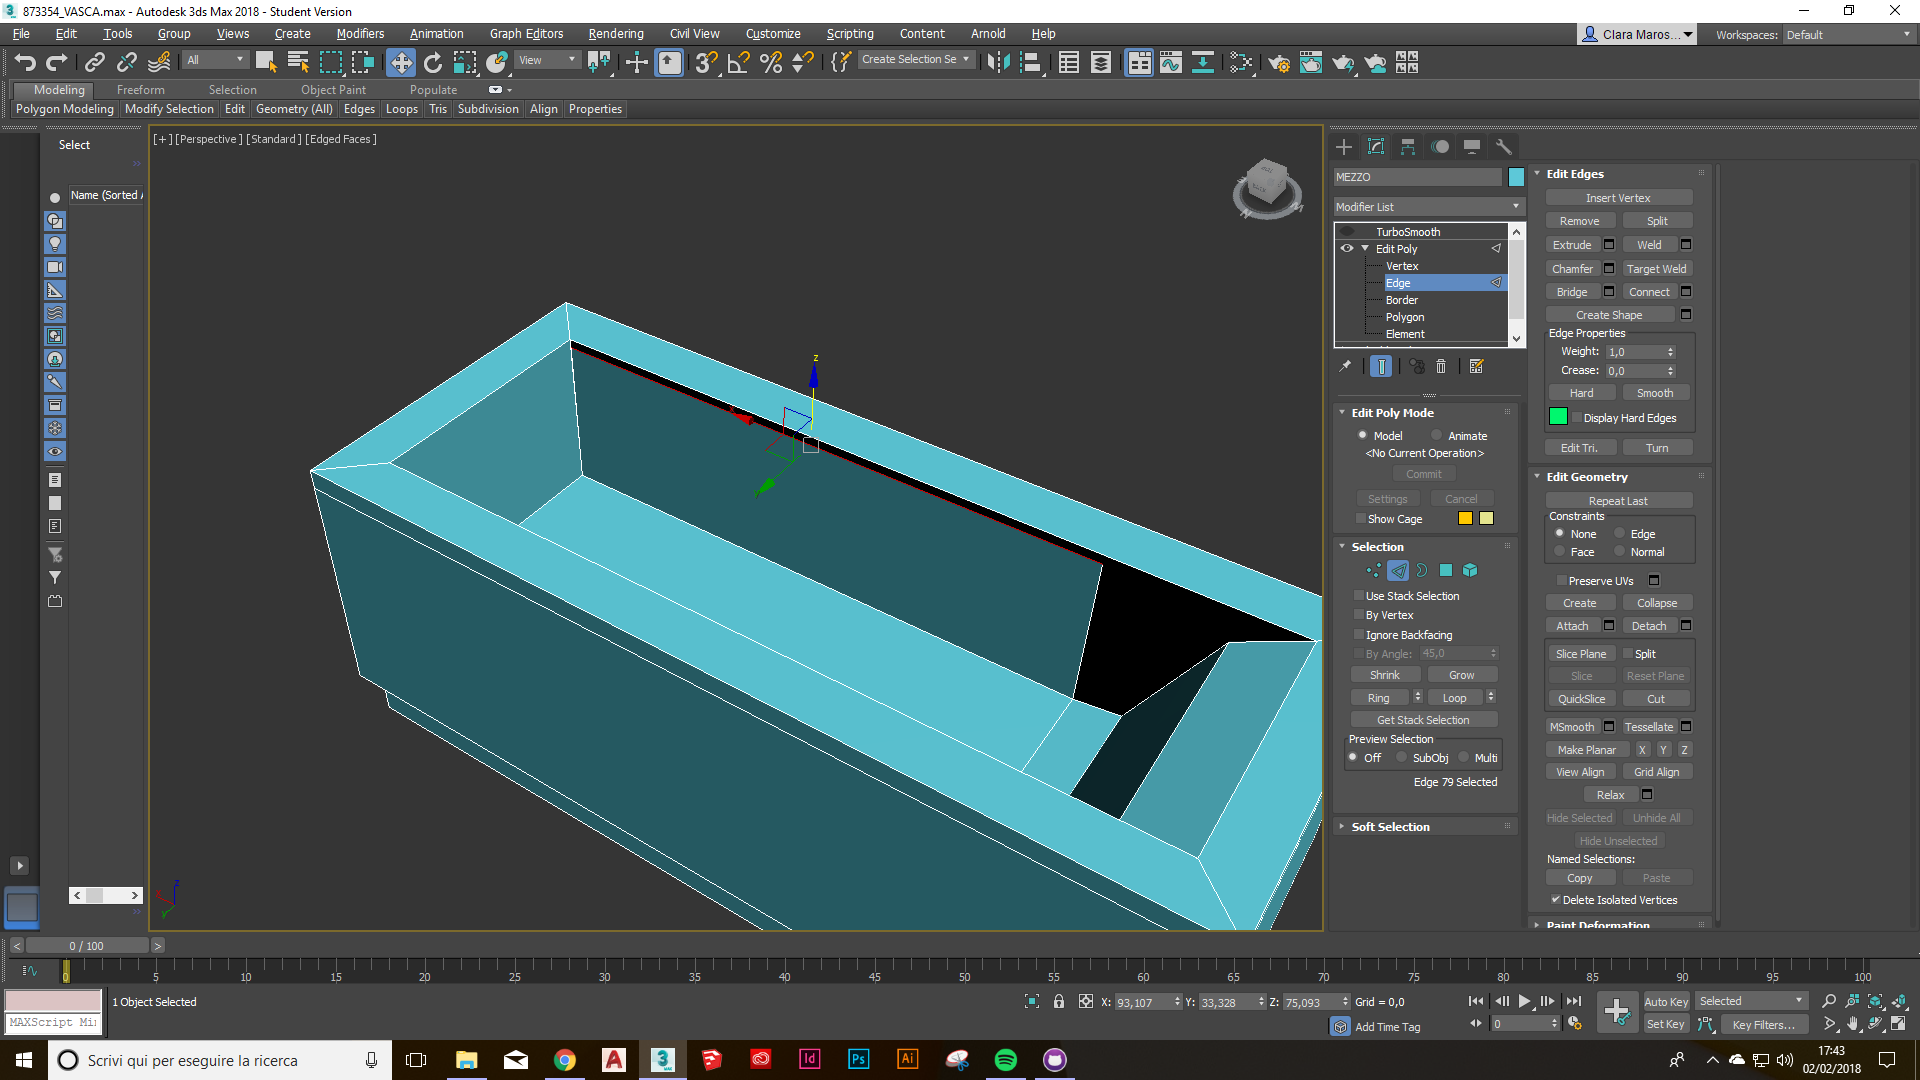 873354_VASCA.max - Autodesk 3ds Max 2018 - Student Version
File Edit Tools Group Views Create Modifiers Animation Graph Editors Rendering Civil View Customize Scripting Content Arnold Help
Clara Maros... Workspaces: Default
All View Create Selection Se
Modeling Freeform Selection Object Paint Populate
Polygon Modeling Modify Selection Edit Geometry (All) Edges Loops Tris Subdivision Align Properties
Select
Name (Sorted A
[+] [Perspective] [Standard] [Edged Faces]
z
MEZZO
Modifier List
TurboSmooth
Edit Poly
Vertex
Edge
Border
Polygon
Element
Edit Poly Mode
Model Animate
<No Current Operation>
Commit
Settings Cancel
Show Cage
Selection
Use Stack Selection
By Vertex
Ignore Backfacing
By Angle: 45,0
Shrink Grow
Ring Loop
Get Stack Selection
Preview Selection
Off SubObj Multi
Edge 79 Selected
Soft Selection
Edit Edges
Insert Vertex
Remove Split
Extrude Weld
Chamfer Target Weld
Bridge Connect
Create Shape
Edge Properties
Weight: 1,0
Crease: 0,0
Hard Smooth
Display Hard Edges
Edit Tri. Turn
Edit Geometry
Repeat Last
Constraints
None Edge
Face Normal
Preserve UVs
Create Collapse
Attach Detach
Slice Plane Split
Slice Reset Plane
QuickSlice Cut
MSmooth Tessellate
Make Planar X Y Z
View Align Grid Align
Relax
Hide Selected Unhide All
Hide Unselected
Named Selections:
Copy Paste
Delete Isolated Vertices
Paint Deformation
0 / 100
0 5 10 15 20 25 30 35 40 45 50 55 60 65 70 75 80 85 90 95 100
1 Object Selected
MAXScript Mi
X: 93,107 Y: 33,328 Z: 75,093 Grid = 0,0
Add Time Tag
0
Auto Key Selected
Set Key Key Filters...
Scrivi qui per eseguire la ricerca
17:43
02/02/2018